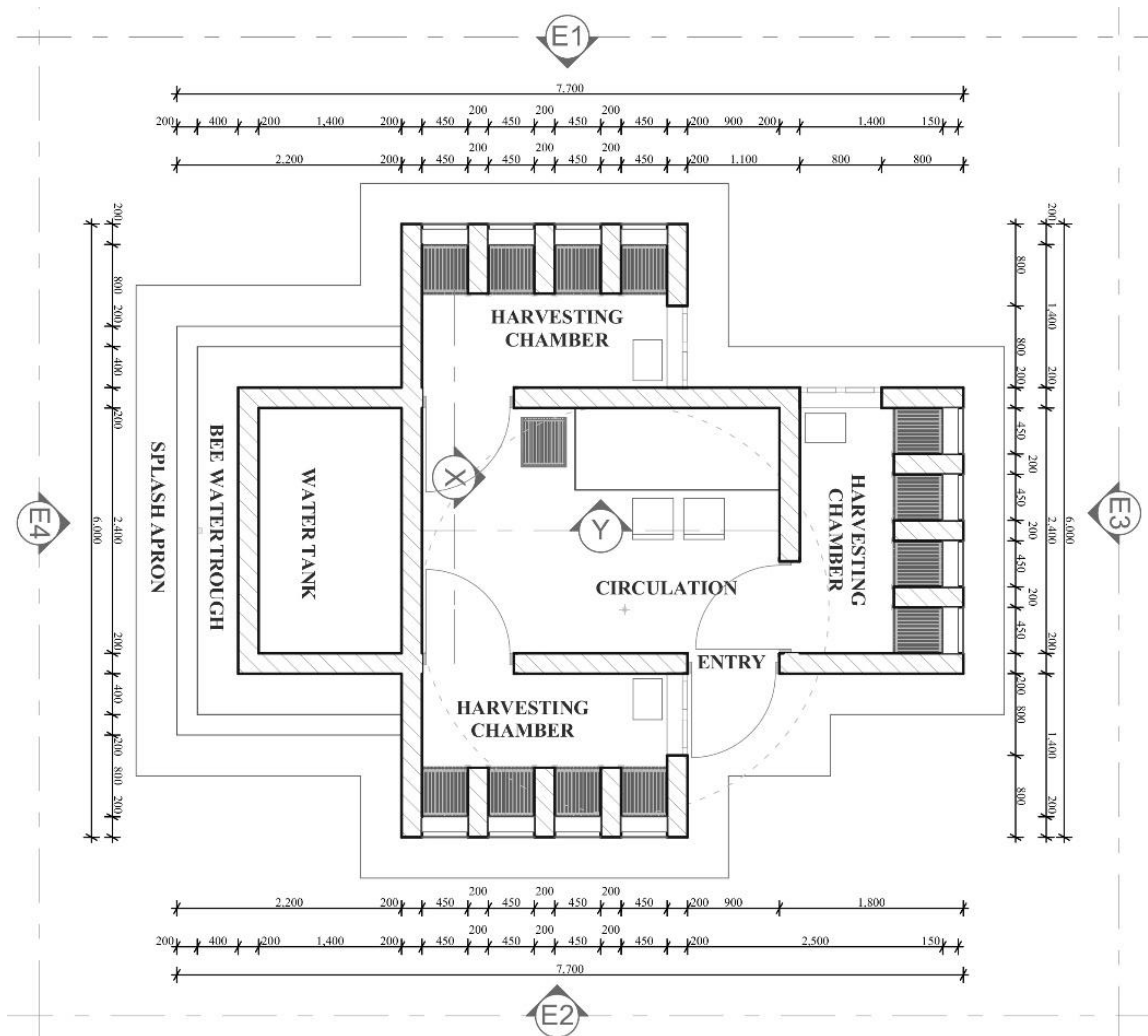 E1
7,700
200 400 200 1,400 200 450 200 450 200 450 200 450 200 900 200 1,400 150
2,200 200 450 200 450 200 450 200 450 200 1,100 800 800
200 800 200 400 200 2,400 200 400 200 800 200
6,000
HARVESTING
CHAMBER
SPLASH APRON
BEE WATER TROUGH
WATER TANK
X
Y
E4
E3
HARVESTING
CHAMBER
CIRCULATION
ENTRY
HARVESTING
CHAMBER
800 800 200 450 200 450 200 450 200 450 200 800 800
200 1,400 200 2,400 200 1,400 200
6,000
2,200 200 450 200 450 200 450 200 450 200 900 1,800
200 400 200 1,400 200 450 200 450 200 450 200 450 200 2,500 150
7,700
E2